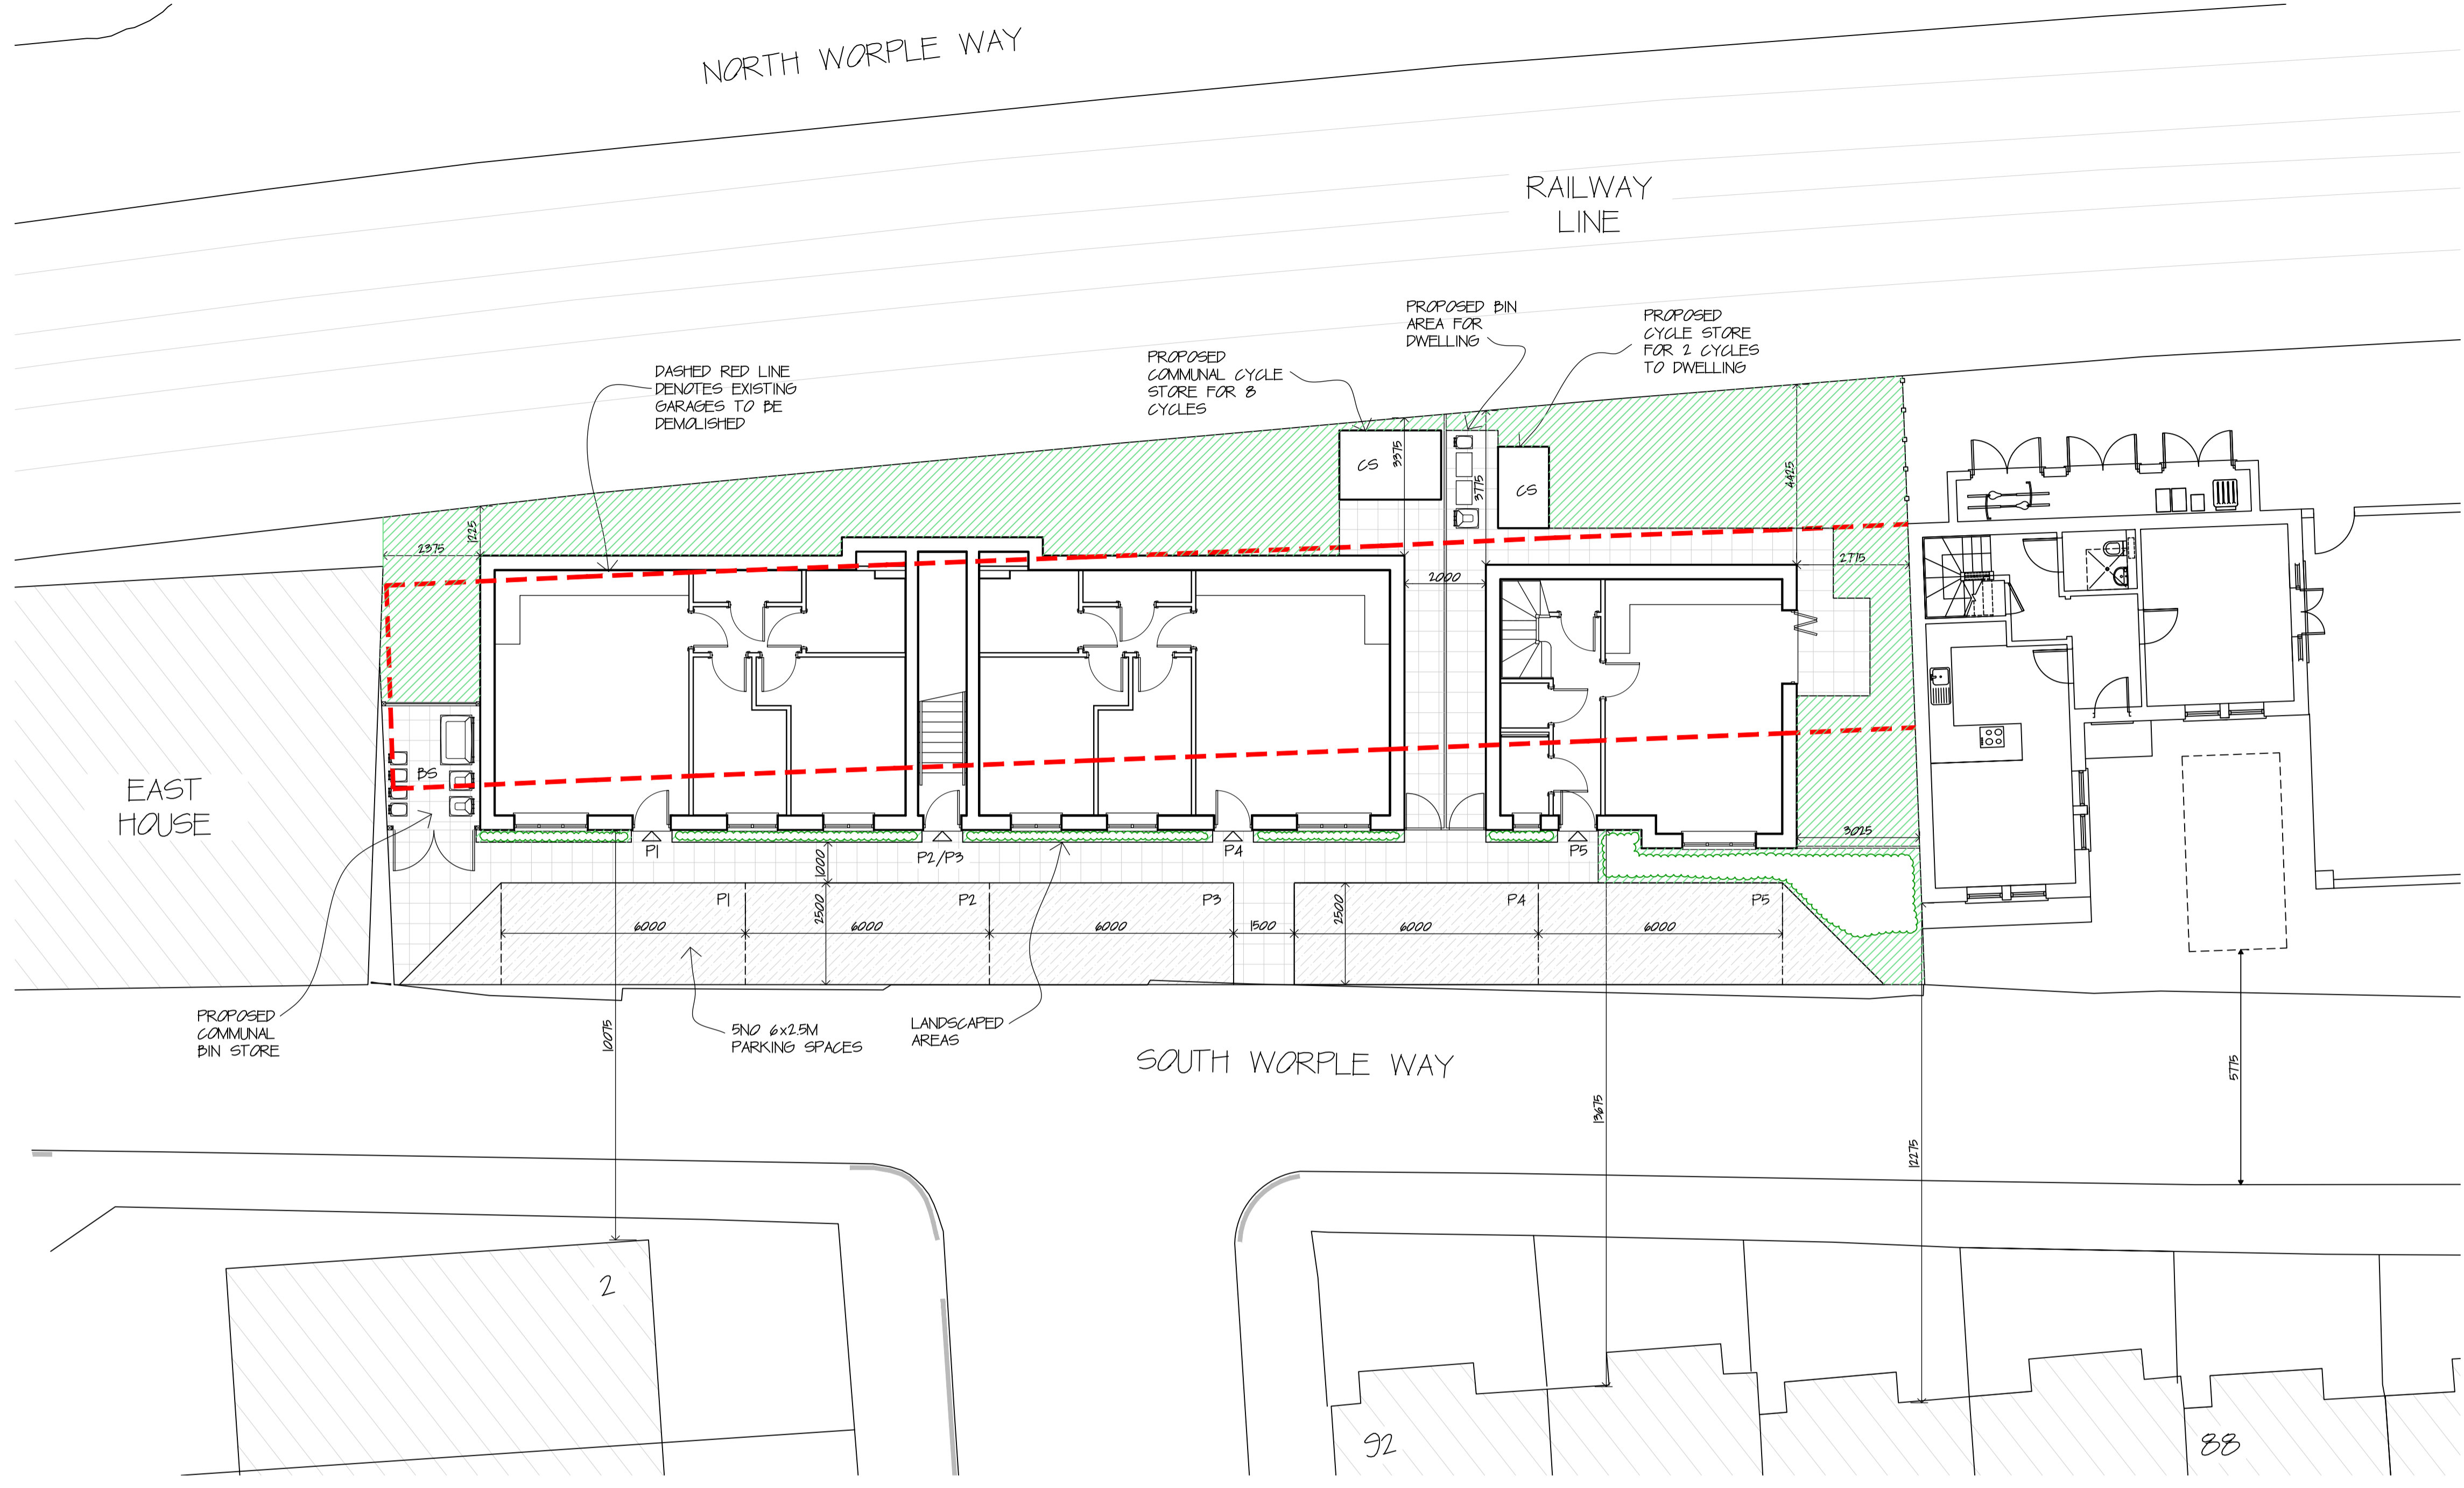 NORTH WORPLE WAY
RAILWAY
LINE
PROPOSED BIN
AREA FOR
DWELLING
PROPOSED
CYCLE STORE
FOR 2 CYCLES
TO DWELLING
PROPOSED
COMMUNAL CYCLE
STORE FOR 8
CYCLES
DASHED RED LINE
DENOTES EXISTING
GARAGES TO BE
DEMOLISHED
CS
3375
3775
CS
4425
1225
2375
2000
2775
BS
EAST
HOUSE
P1
P2/P3
P4
P5
3025
1000
P1
P2
P3
P4
P5
2500
2500
6000
6000
6000
1500
6000
6000
PROPOSED
COMMUNAL
BIN STORE
5NO 6x2.5M
PARKING SPACES
LANDSCAPED
AREAS
10075
SOUTH WORPLE WAY
13675
12275
5775
2
92
88